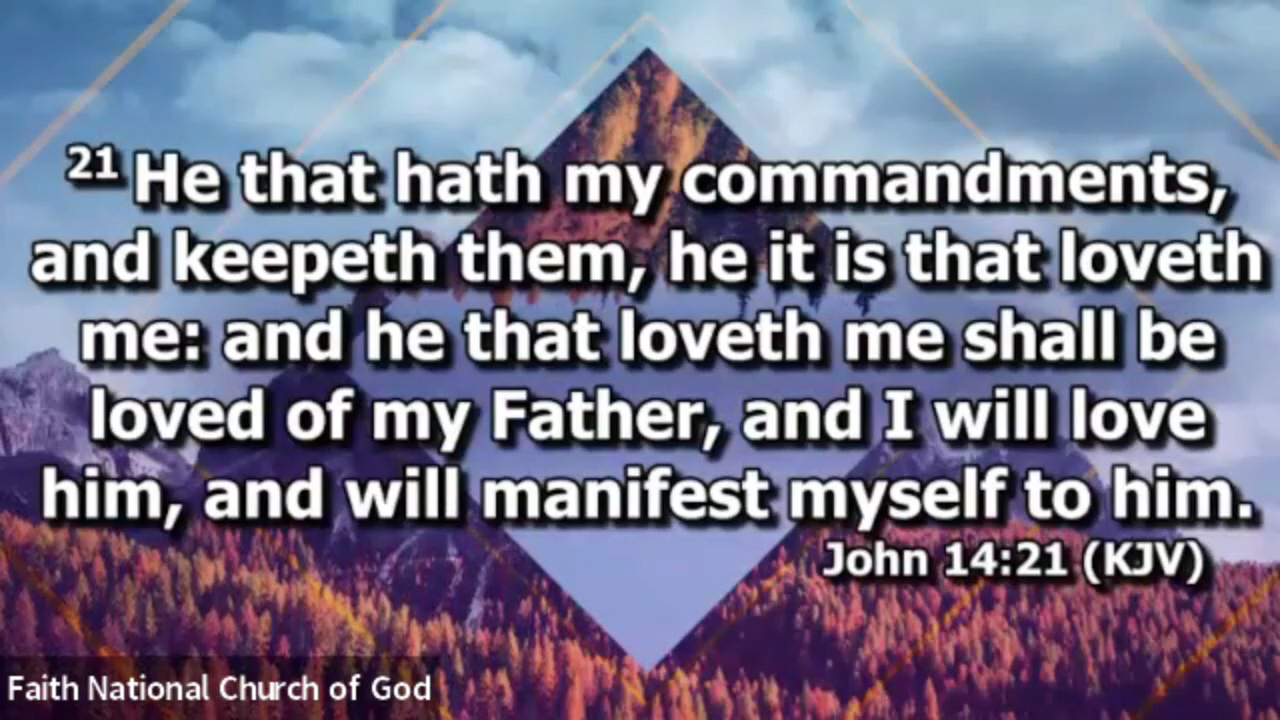 21 He that hath my commandments,
and keepeth them, he it is that loveth
me: and he that loveth me shall be
loved of my Father, and I will love
him, and will manifest myself to him.
John 14:21 (KJV)
Faith National Church of God